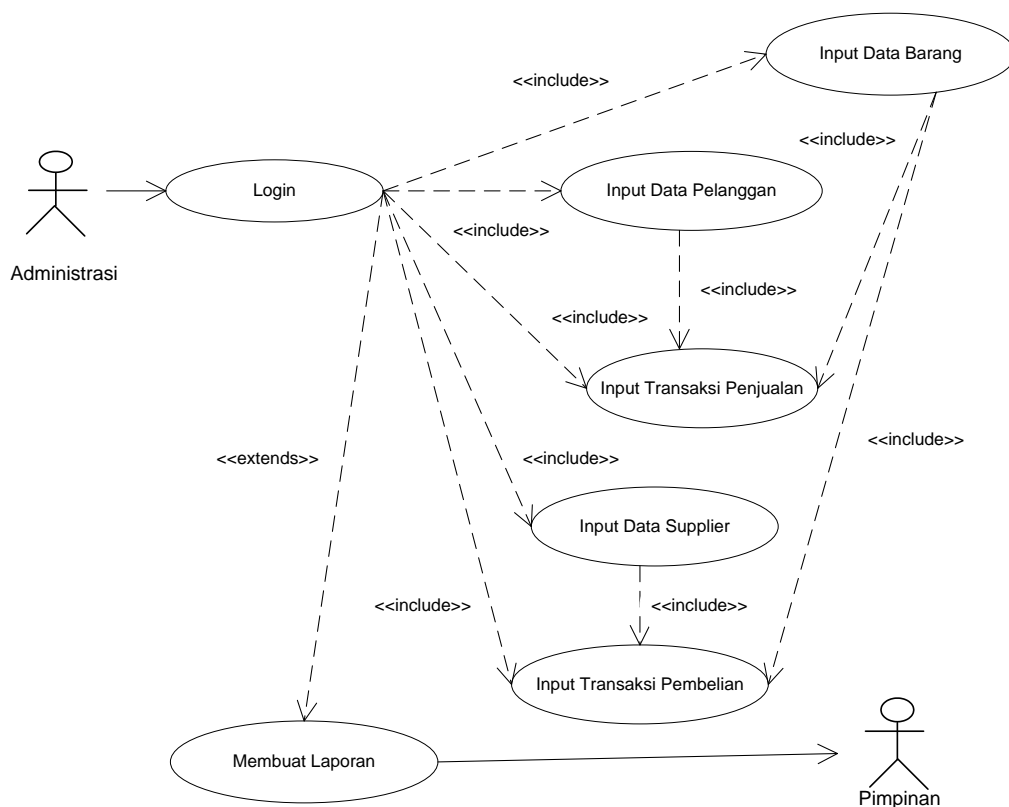 Input Data Barang
<<include>>
<<include>>
Login
Input Data Pelanggan
<<include>>
Administrasi
<<include>>
<<include>>
Input Transaksi Penjualan
<<include>>
<<extends>>
<<include>>
Input Data Supplier
<<include>>
<<include>>
Input Transaksi Pembelian
Membuat Laporan
Pimpinan